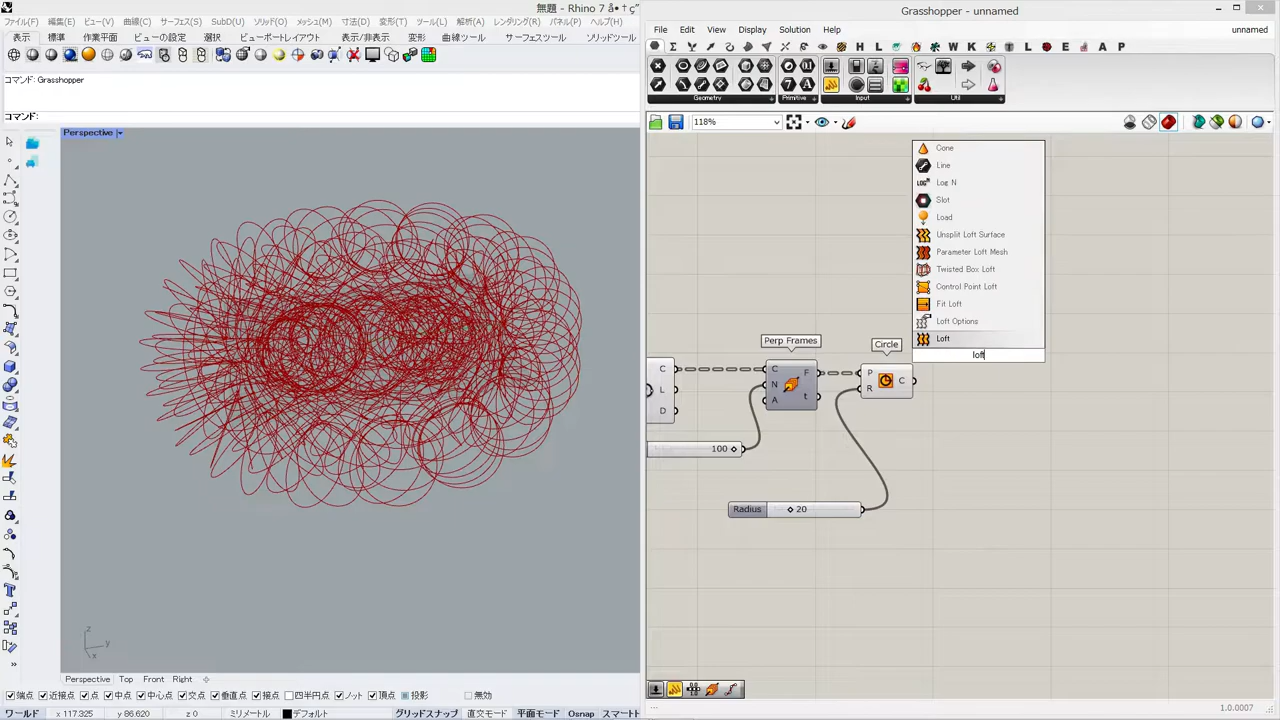 無題 - Rhino 7
Grasshopper - unnamed
ファイル(F) 編集(E) ビュー(V) 曲線(C) サーフェス(S) SubD(U) ソリッド(O) メッシュ(M) 寸法(D) 変形(T) ツール(L) 解析(A) レンダリング(R) パネル(P) ヘルプ(H)
File Edit View Display Solution Help
unnamed
表示 標準 作業平面 ビューの設定 選択 ビューポートレイアウト 表示/非表示 変形 曲線ツール サーフェスツール ソリッドツール
H L W K L E A P
コマンド: Grasshopper
コマンド:
Geometry Primitive Input Util
118%
Perspective
Cone
Line
Log N
Slot
Load
Unsplit Loft Surface
Parameter Loft Mesh
Twisted Box Loft
Control Point Loft
Fit Loft
Loft Options
Loft
loft
Perp Frames
Circle
C
L
D
C
N
A
F
t
P
R
C
100
Radius 20
z
y
x
Perspective Top Front Right
端点 近接点 点 中点 中心点 交点 垂直点 接点 四半円点 ノット 頂点 投影 無効
ワールド x 117.325 y 86.620 z 0 ミリメートル デフォルト グリッドスナップ 直交モード 平面モード Osnap スマート
1.0.0007